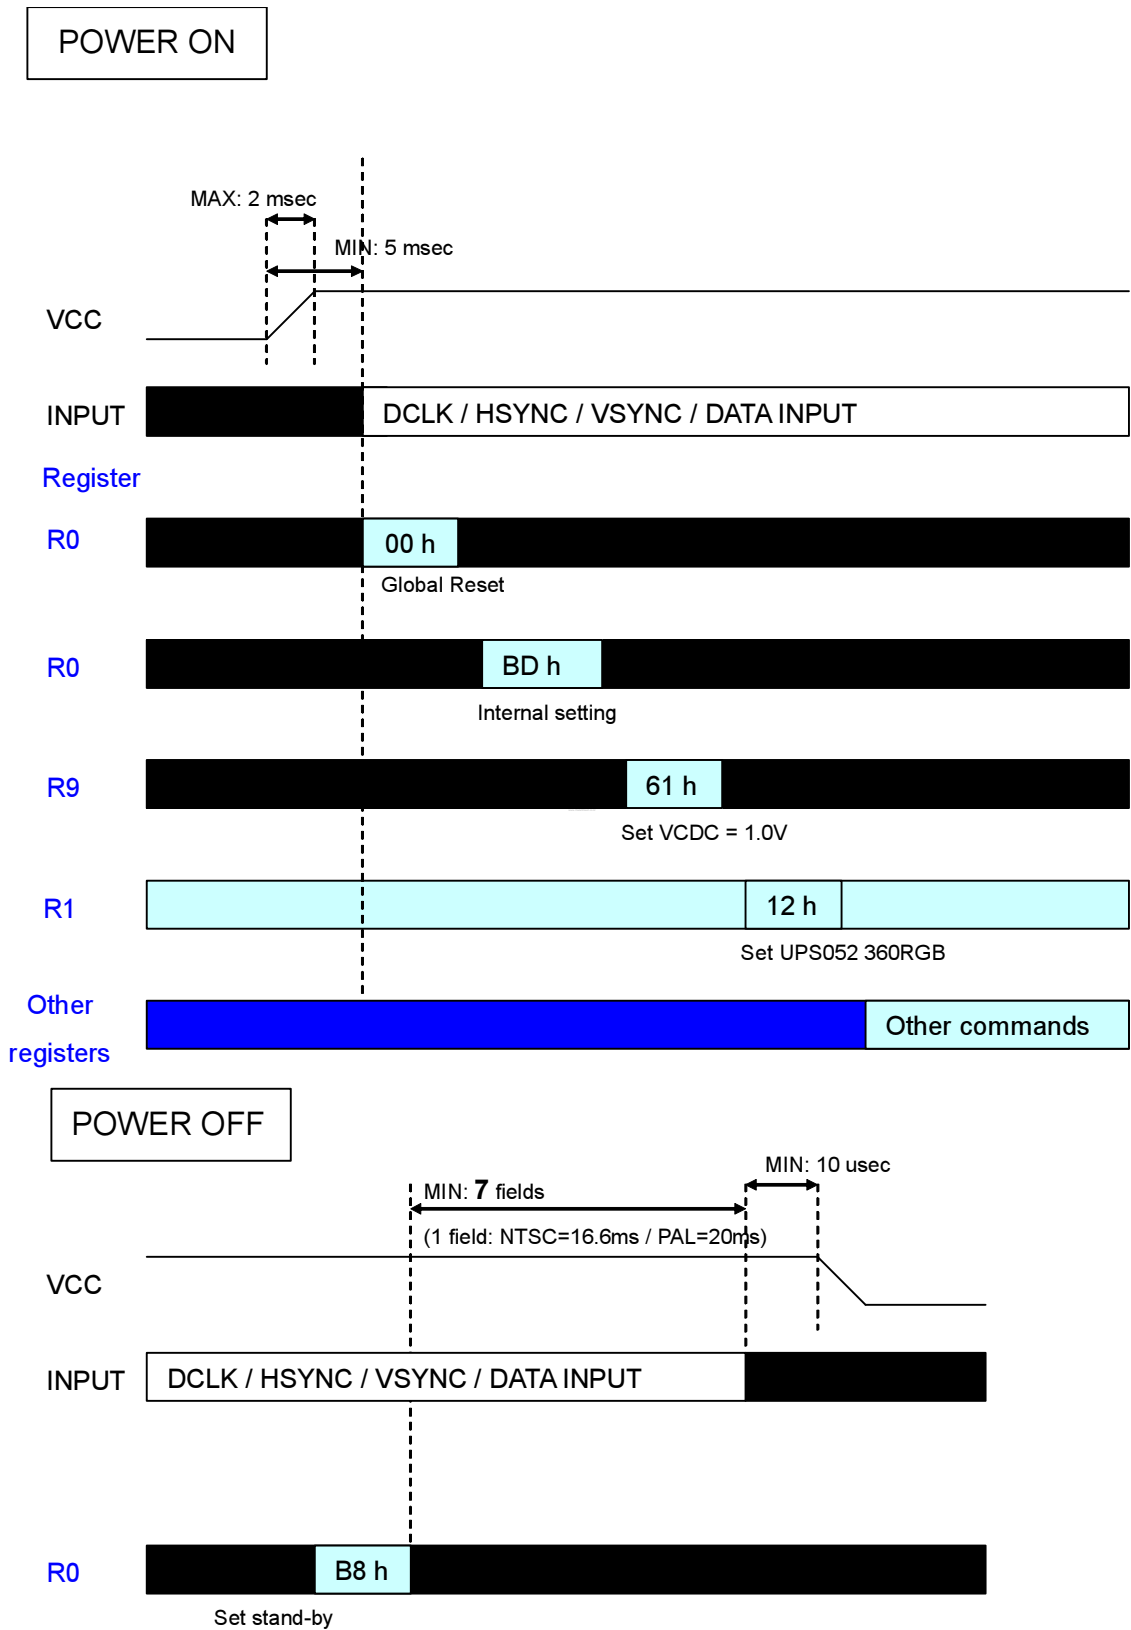 POWER ON
MAX: 2 msec
MIN: 5 msec
VCC
INPUT
DCLK / HSYNC / VSYNC / DATA INPUT
Register
R0
00 h
Global Reset
R0
BD h
Internal setting
R9
61 h
Set VCDC = 1.0V
R1
12 h
Set UPS052 360RGB
Other
registers
Other commands
POWER OFF
MIN: 10 usec
MIN: 7 fields
(1 field: NTSC=16.6ms / PAL=20ms)
VCC
INPUT
DCLK / HSYNC / VSYNC / DATA INPUT
R0
B8 h
Set stand-by